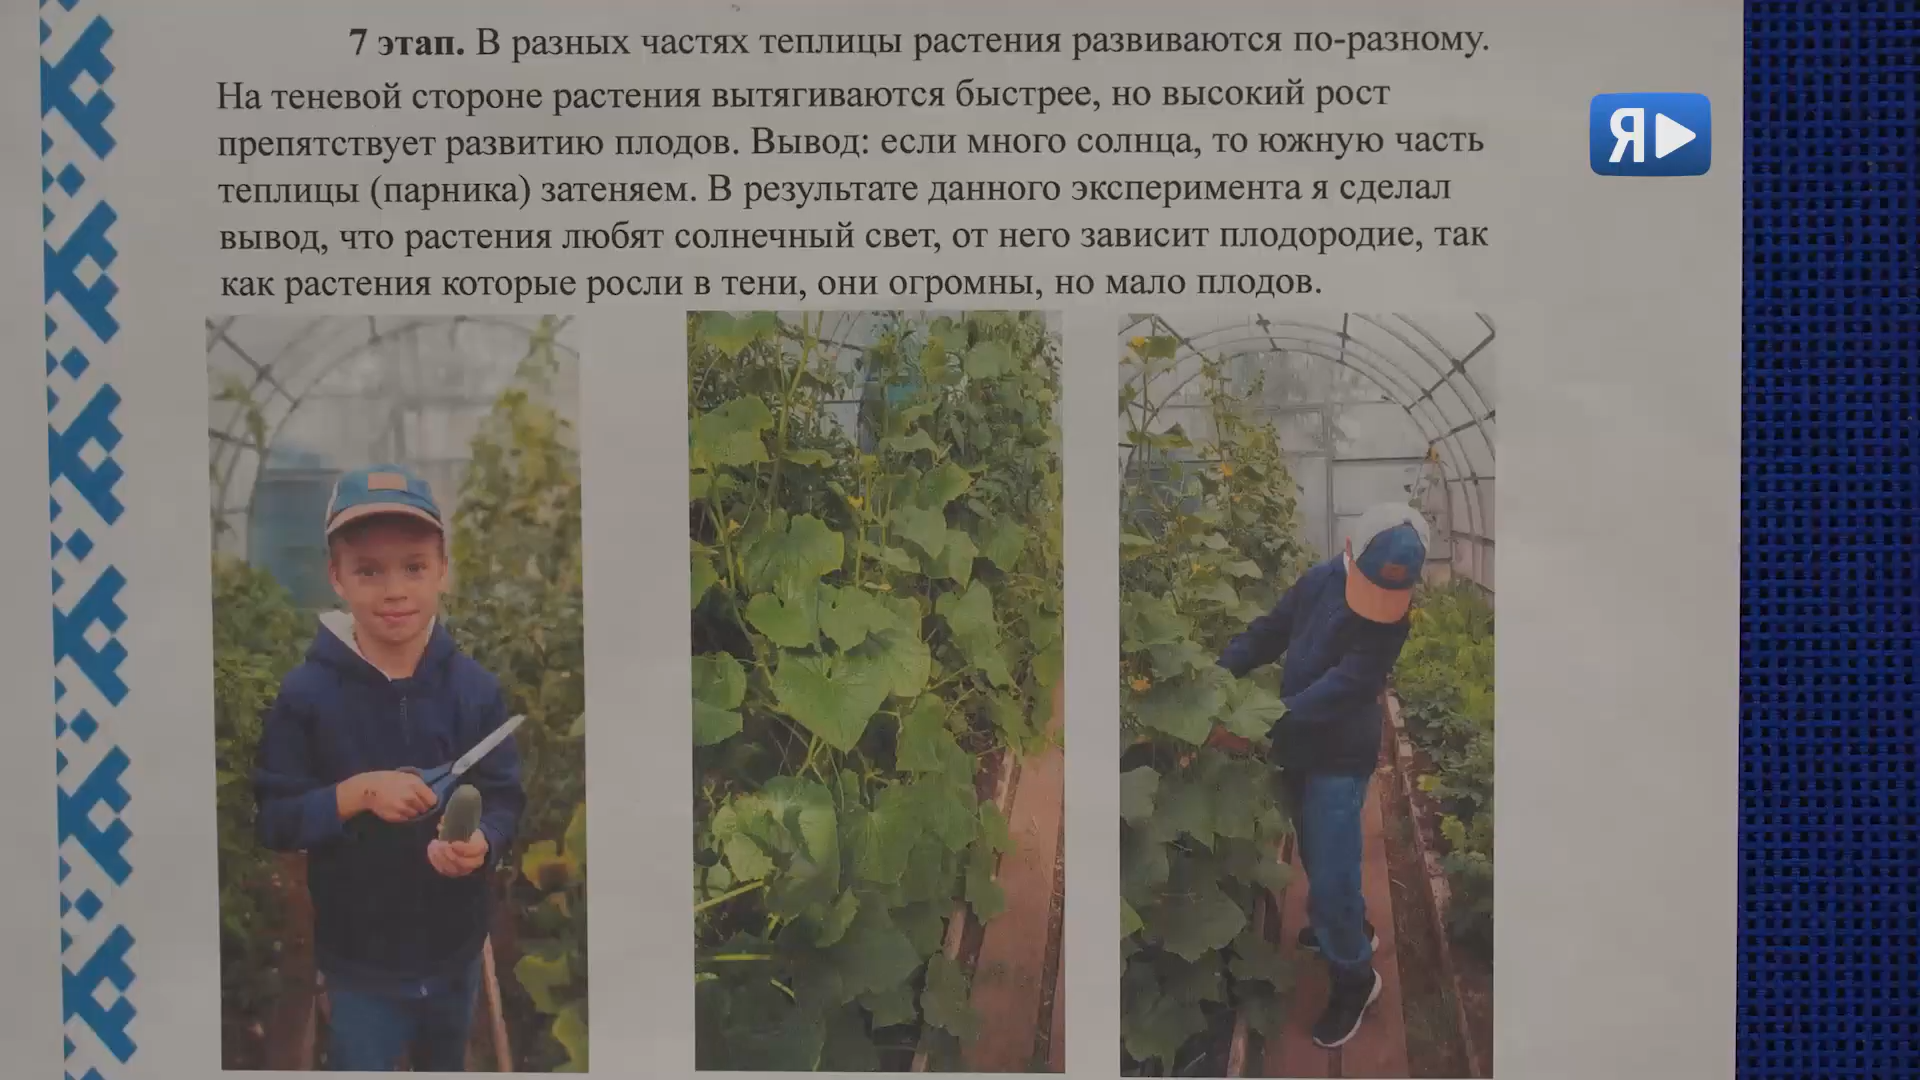 7 этап. В разных частях теплицы растения развиваются по-разному.
На теневой стороне растения вытягиваются быстрее, но высокий рост
препятствует развитию плодов. Вывод: если много солнца, то южную часть
теплицы (парника) затеняем. В результате данного эксперимента я сделал
вывод, что растения любят солнечный свет, от него зависит плодородие, так
как растения которые росли в тени, они огромны, но мало плодов.
Я